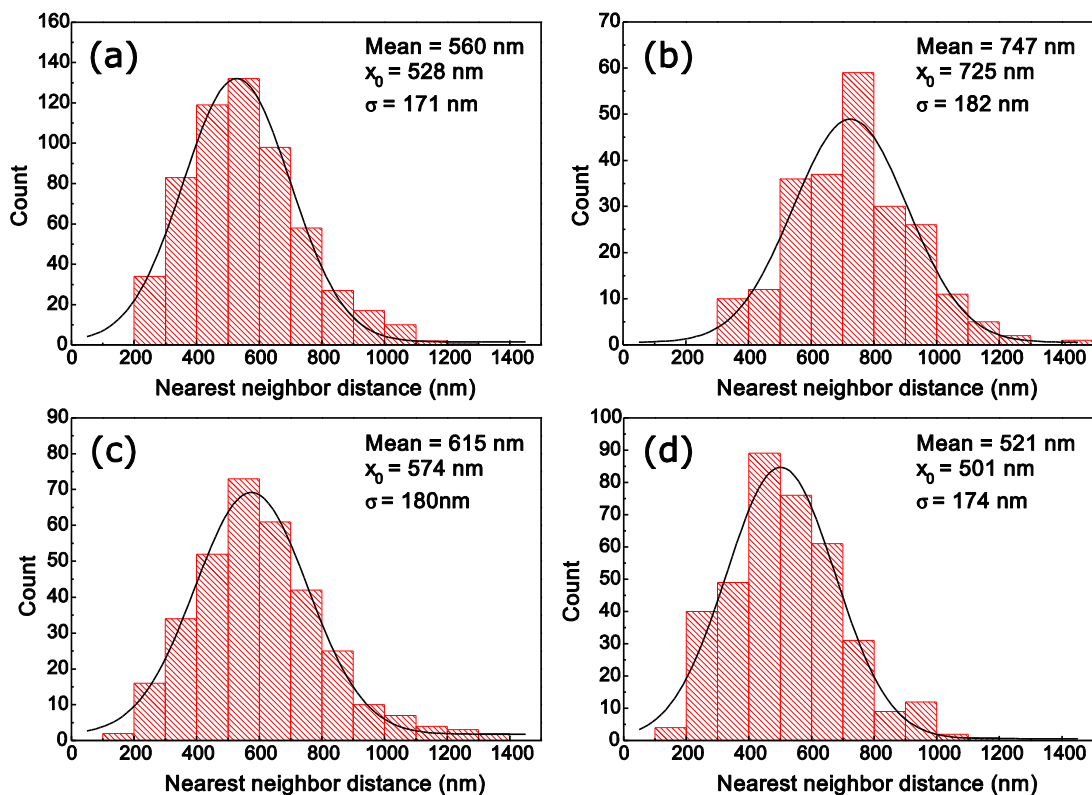 (a)
Mean = 560 nm
x₀ = 528 nm
σ = 171 nm
Count
160
140
120
100
80
60
40
20
0
0 200 400 600 800 1000 1200 1400
Nearest neighbor distance (nm)
(b)
Mean = 747 nm
x₀ = 725 nm
σ = 182 nm
Count
70
60
50
40
30
20
10
0
0 200 400 600 800 1000 1200 1400
Nearest neighbor distance (nm)
(c)
Mean = 615 nm
x₀ = 574 nm
σ = 180nm
Count
90
80
70
60
50
40
30
20
10
0
0 200 400 600 800 1000 1200 1400
Nearest neighbor distance (nm)
(d)
Mean = 521 nm
x₀ = 501 nm
σ = 174 nm
Count
100
90
80
70
60
50
40
30
20
10
0
0 200 400 600 800 1000 1200 1400
Nearest neighbor distance (nm)